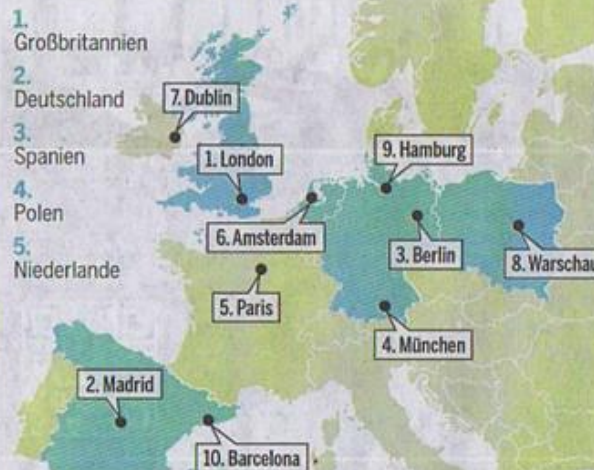 1.
Großbritannien
2.
Deutschland
3.
Spanien
4.
Polen
5.
Niederlande
7. Dublin
1. London
9. Hamburg
6. Amsterdam
3. Berlin
8. Warschau
5. Paris
4. München
2. Madrid
10. Barcelona